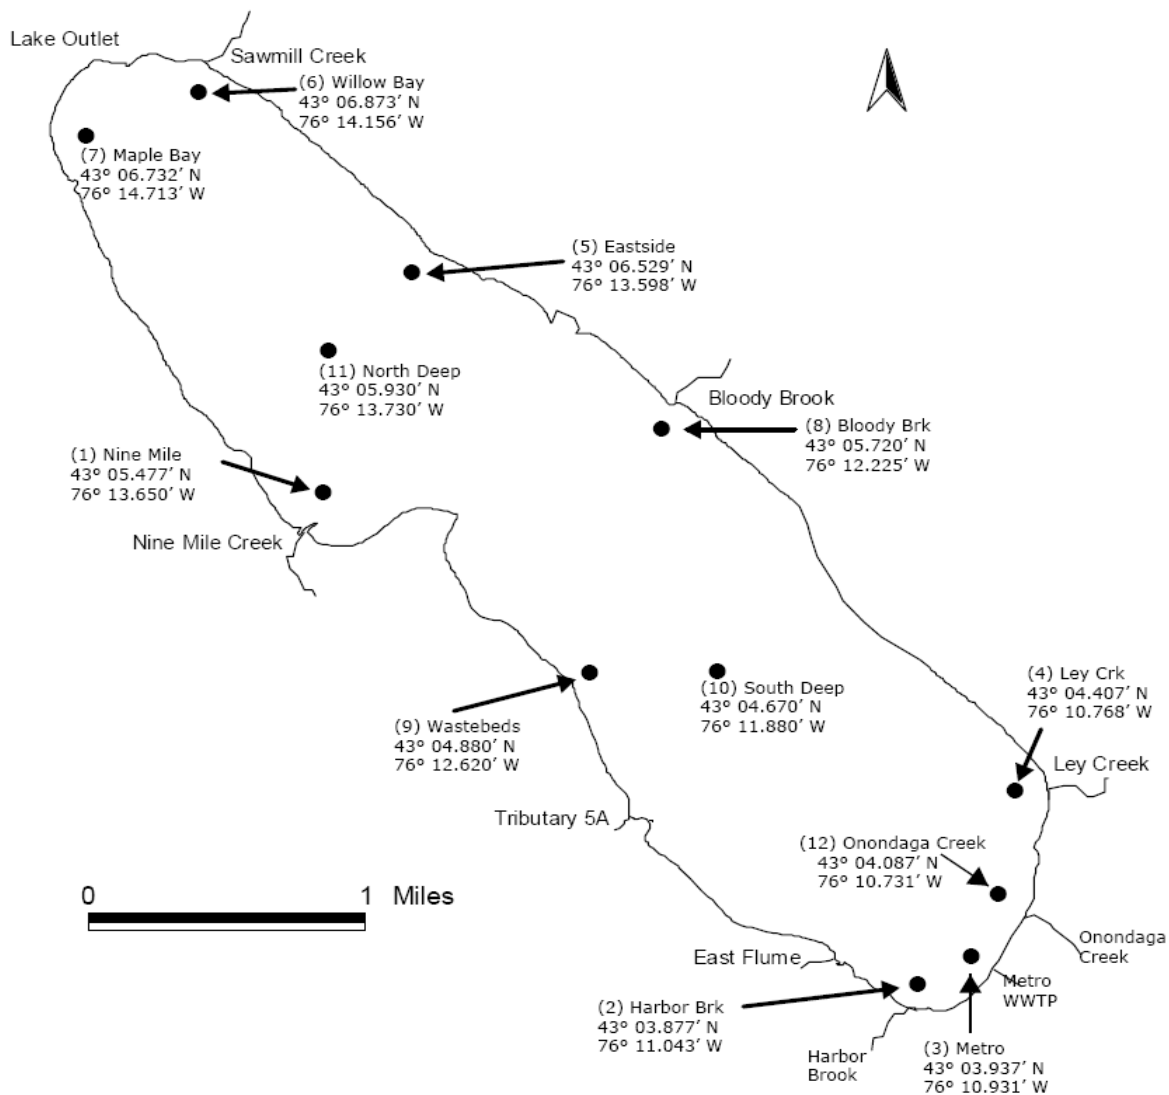 Lake Outlet
Sawmill Creek
(6) Willow Bay
43° 06.873' N
76° 14.156' W
(7) Maple Bay
43° 06.732' N
76° 14.713' W
(5) Eastside
43° 06.529' N
76° 13.598' W
(11) North Deep
43° 05.930' N
76° 13.730' W
Bloody Brook
(8) Bloody Brk
43° 05.720' N
76° 12.225' W
(1) Nine Mile
43° 05.477' N
76° 13.650' W
Nine Mile Creek
(4) Ley Crk
43° 04.407' N
76° 10.768' W
(10) South Deep
43° 04.670' N
76° 11.880' W
(9) Wastebeds
43° 04.880' N
76° 12.620' W
Ley Creek
Tributary 5A
(12) Onondaga Creek
43° 04.087' N
76° 10.731' W
0 1 Miles
Onondaga
Creek
East Flume
Metro
WWTP
(2) Harbor Brk
43° 03.877' N
76° 11.043' W
Harbor
Brook
(3) Metro
43° 03.937' N
76° 10.931' W